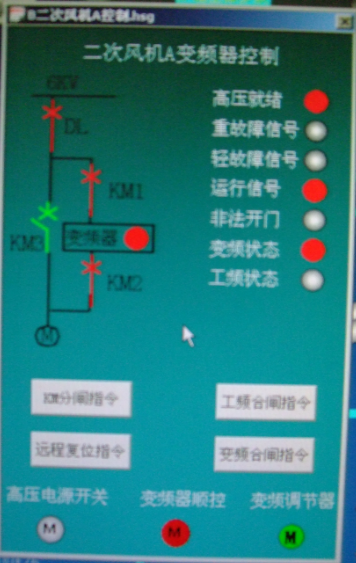 B二次风机A控制.hsg
二次风机A变频器控制
6KV
DL
KM1
KM3
变频器
KM2
M
高压就绪
重故障信号
轻故障信号
运行信号
非法开门
变频状态
工频状态
KM分闸指令
工频合闸指令
远程复位指令
变频合闸指令
高压电源开关
变频器顺控
变频调节器
M
M
M